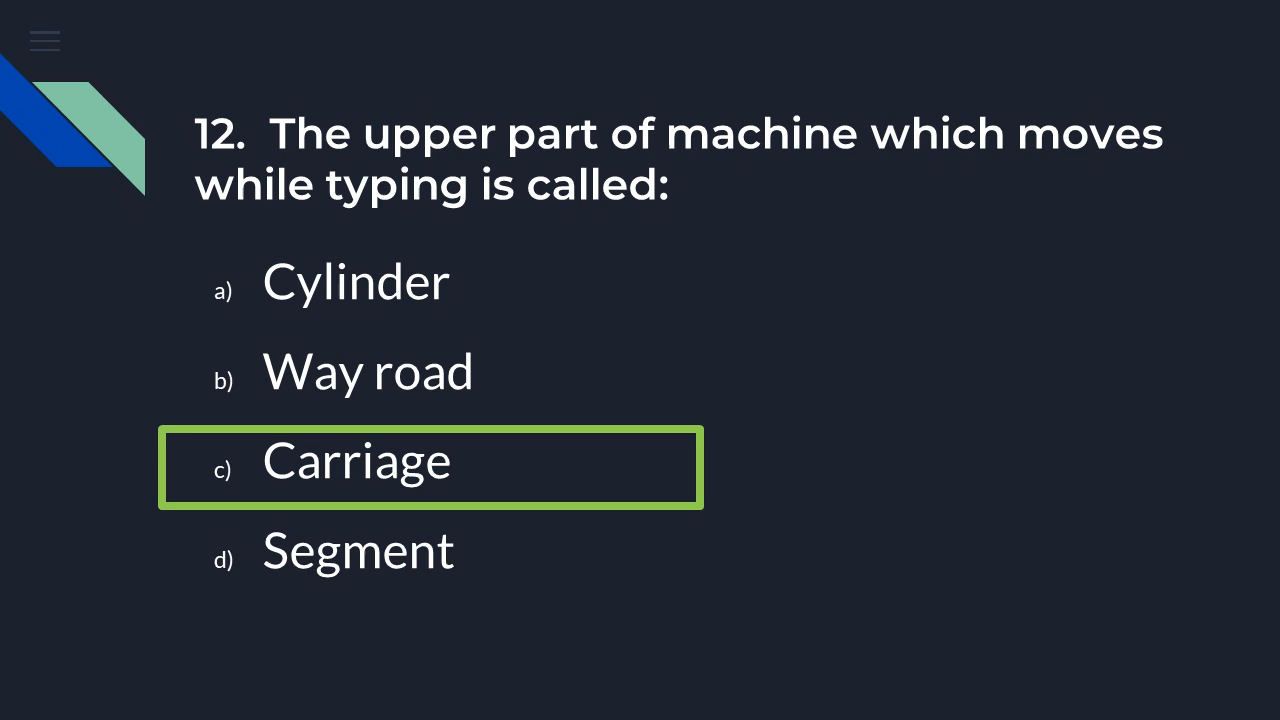 12. The upper part of machine which moves
while typing is called:
a) Cylinder
b) Way road
c) Carriage
d) Segment